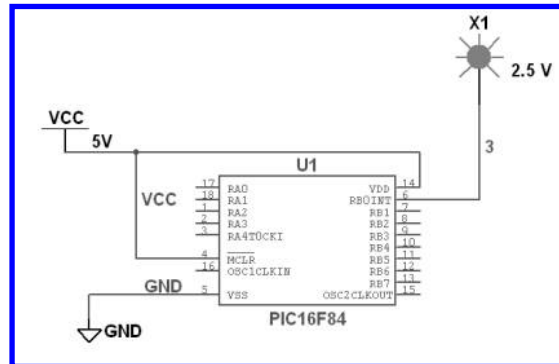 X1
2.5 V
VCC
5V
3
U1
VCC
17 RA0 VDD 14
18 RA1 RB0INT 6
1 RA2 RB1 7
2 RA3 RB2 8
3 RA4T0CKI RB3 9
RB4 10
4 MCLR RB5 11
16 OSC1CLKIN RB6 12
RB7 13
GND
5 VSS OSC2CLKOUT 15
GND
PIC16F84